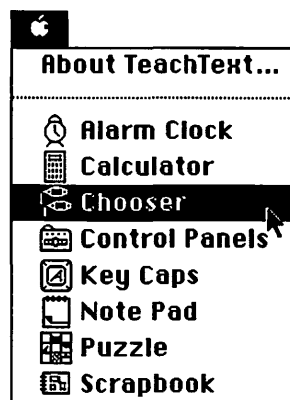 About TeachText...
Alarm Clock
Calculator
Chooser
Control Panels
Key Caps
Note Pad
Puzzle
Scrapbook